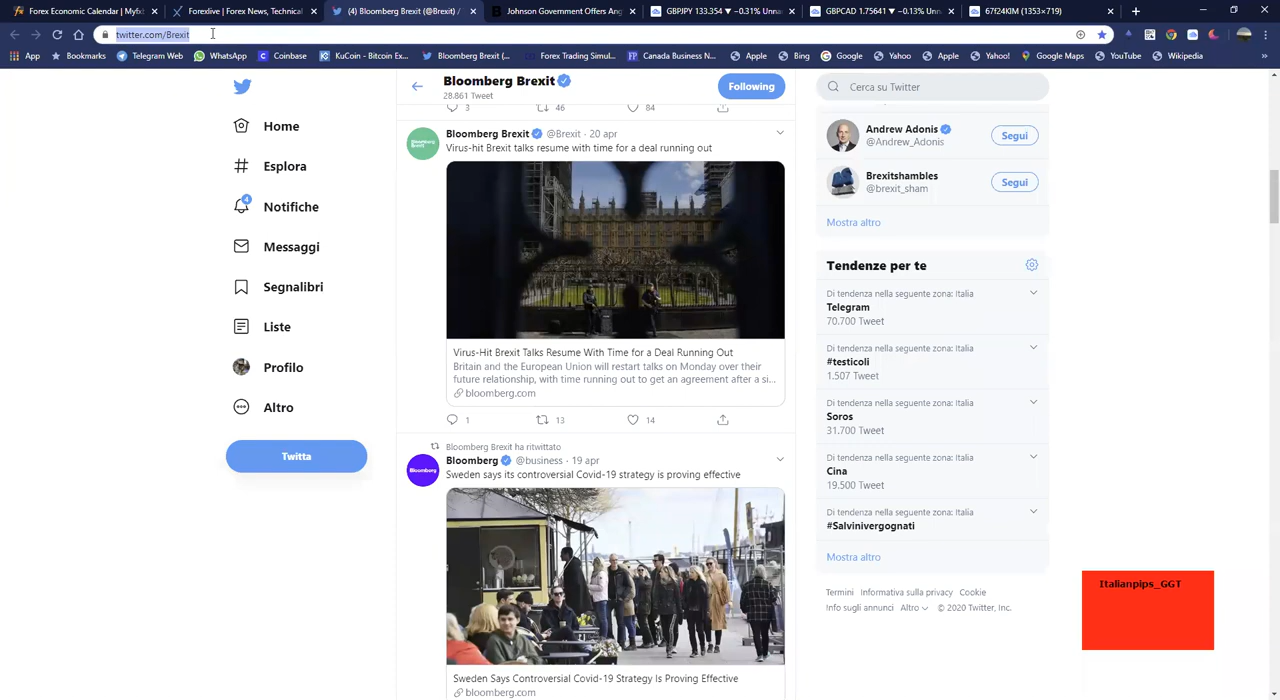 Forex Economic Calendar | Myfxb
Forexlive | Forex News, Technical
(4) Bloomberg Brexit (@Brexit) /
Johnson Government Offers Ang
GBPJPY 133.354 ▼ −0.31% Unna
GBPCAD 1.75641 ▼ −0.13% Unn
67f24KIM (1353×719)
twitter.com/Brexit
App
Bookmarks
Telegram Web
WhatsApp
Coinbase
KuCoin - Bitcoin Ex...
Bloomberg Brexit (...
Forex Trading Simul...
Canada Business N...
Apple
Bing
Google
Yahoo
Apple
Yahoo!
Google Maps
YouTube
Wikipedia
»
Home
Esplora
4
Notifiche
Messaggi
Segnalibri
Liste
Profilo
Altro
Twitta
Bloomberg Brexit
28.861 Tweet
Following
3 46 84
Bloomberg Brexit @Brexit · 20 apr
Virus-hit Brexit talks resume with time for a deal running out
Virus-Hit Brexit Talks Resume With Time for a Deal Running Out
Britain and the European Union will restart talks on Monday over their
future relationship, with time running out to get an agreement after a si...
bloomberg.com
1 13 14
Bloomberg Brexit ha ritwittato
Bloomberg @business · 19 apr
Sweden says its controversial Covid-19 strategy is proving effective
Sweden Says Controversial Covid-19 Strategy Is Proving Effective
bloomberg.com
Cerca su Twitter
Andrew Adonis
@Andrew_Adonis
Segui
Brexitshambles
@brexit_sham
Segui
Mostra altro
Tendenze per te
Di tendenza nella seguente zona: Italia
Telegram
70.700 Tweet
Di tendenza nella seguente zona: Italia
#testicoli
1.507 Tweet
Di tendenza nella seguente zona: Italia
Soros
31.700 Tweet
Di tendenza nella seguente zona: Italia
Cina
19.500 Tweet
Di tendenza nella seguente zona: Italia
#Salvinivergognati
Mostra altro
Termini Informativa sulla privacy Cookie
Info sugli annunci Altro © 2020 Twitter, Inc.
Italianpips_GGT